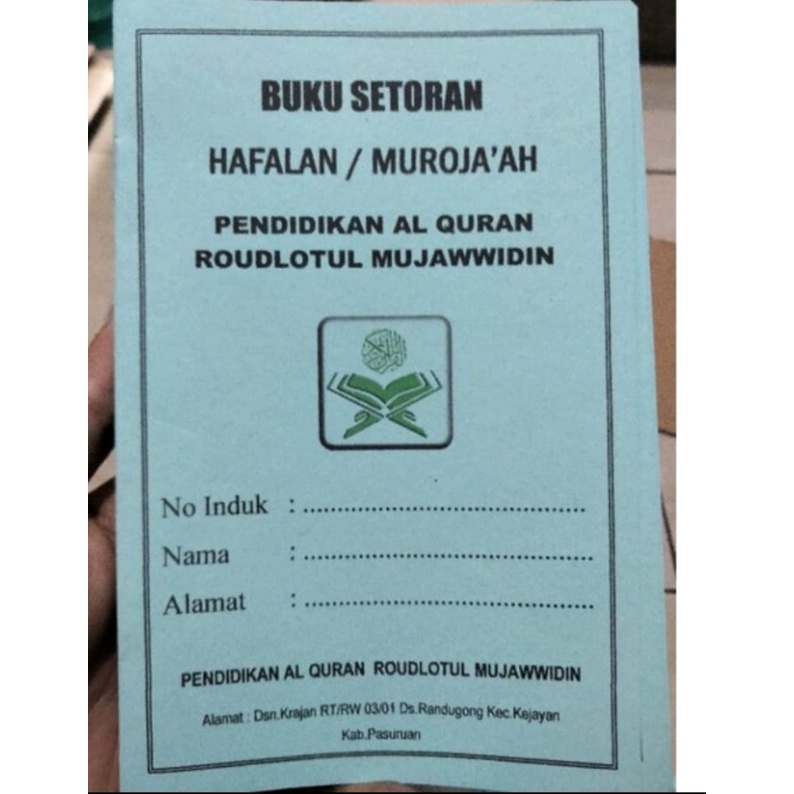 BUKU SETORAN
HAFALAN / MUROJA'AH
PENDIDIKAN AL QURAN
ROUDLOTUL MUJAWWIDIN
No Induk : ..........................................
Nama : ..........................................
Alamat : ..........................................
PENDIDIKAN AL QURAN ROUDLOTUL MUJAWWIDIN
Alamat : Dsn.Krajan RT/RW 03/01 Ds.Randugong Kec.Kejayan
Kab.Pasuruan